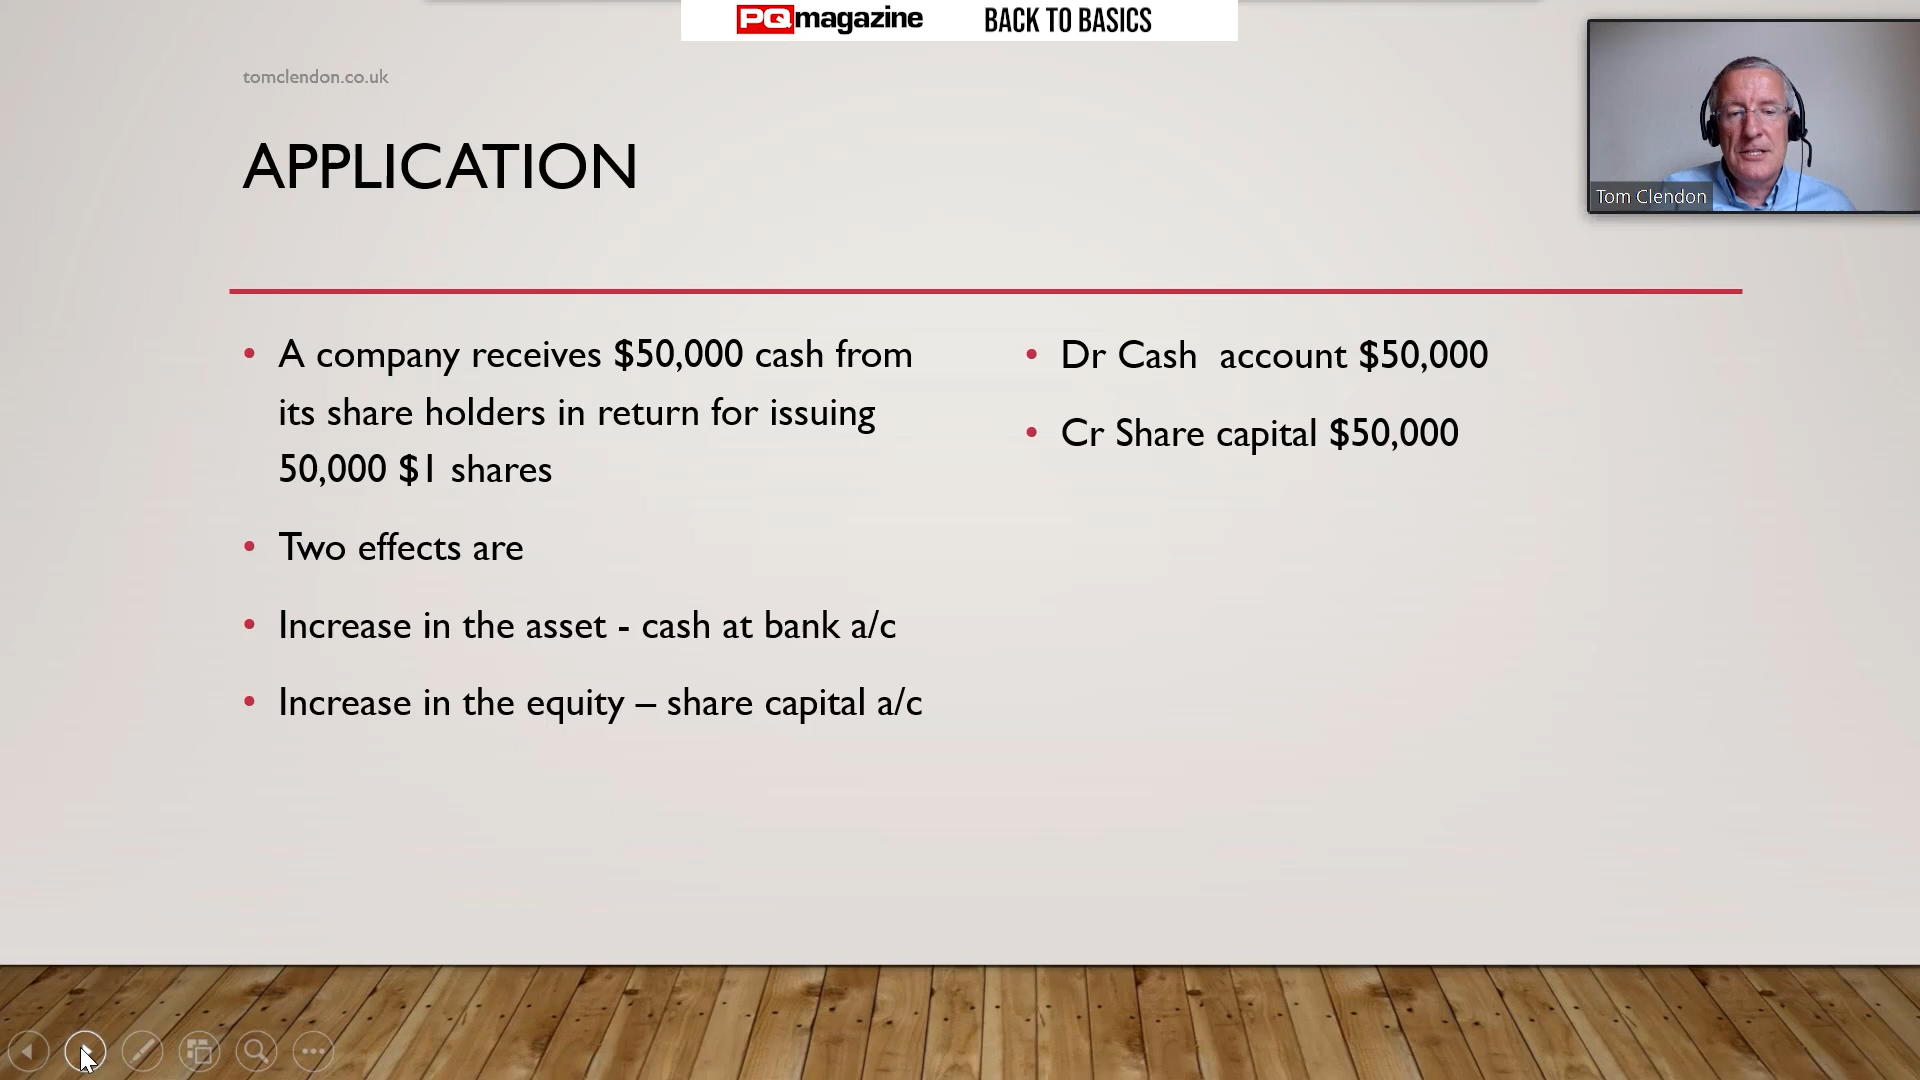 PQ magazine BACK TO BASICS
tomclendon.co.uk
APPLICATION
Tom Clendon
• A company receives $50,000 cash from
its share holders in return for issuing
50,000 $1 shares
• Two effects are
• Increase in the asset - cash at bank a/c
• Increase in the equity – share capital a/c
• Dr Cash  account $50,000
• Cr Share capital $50,000